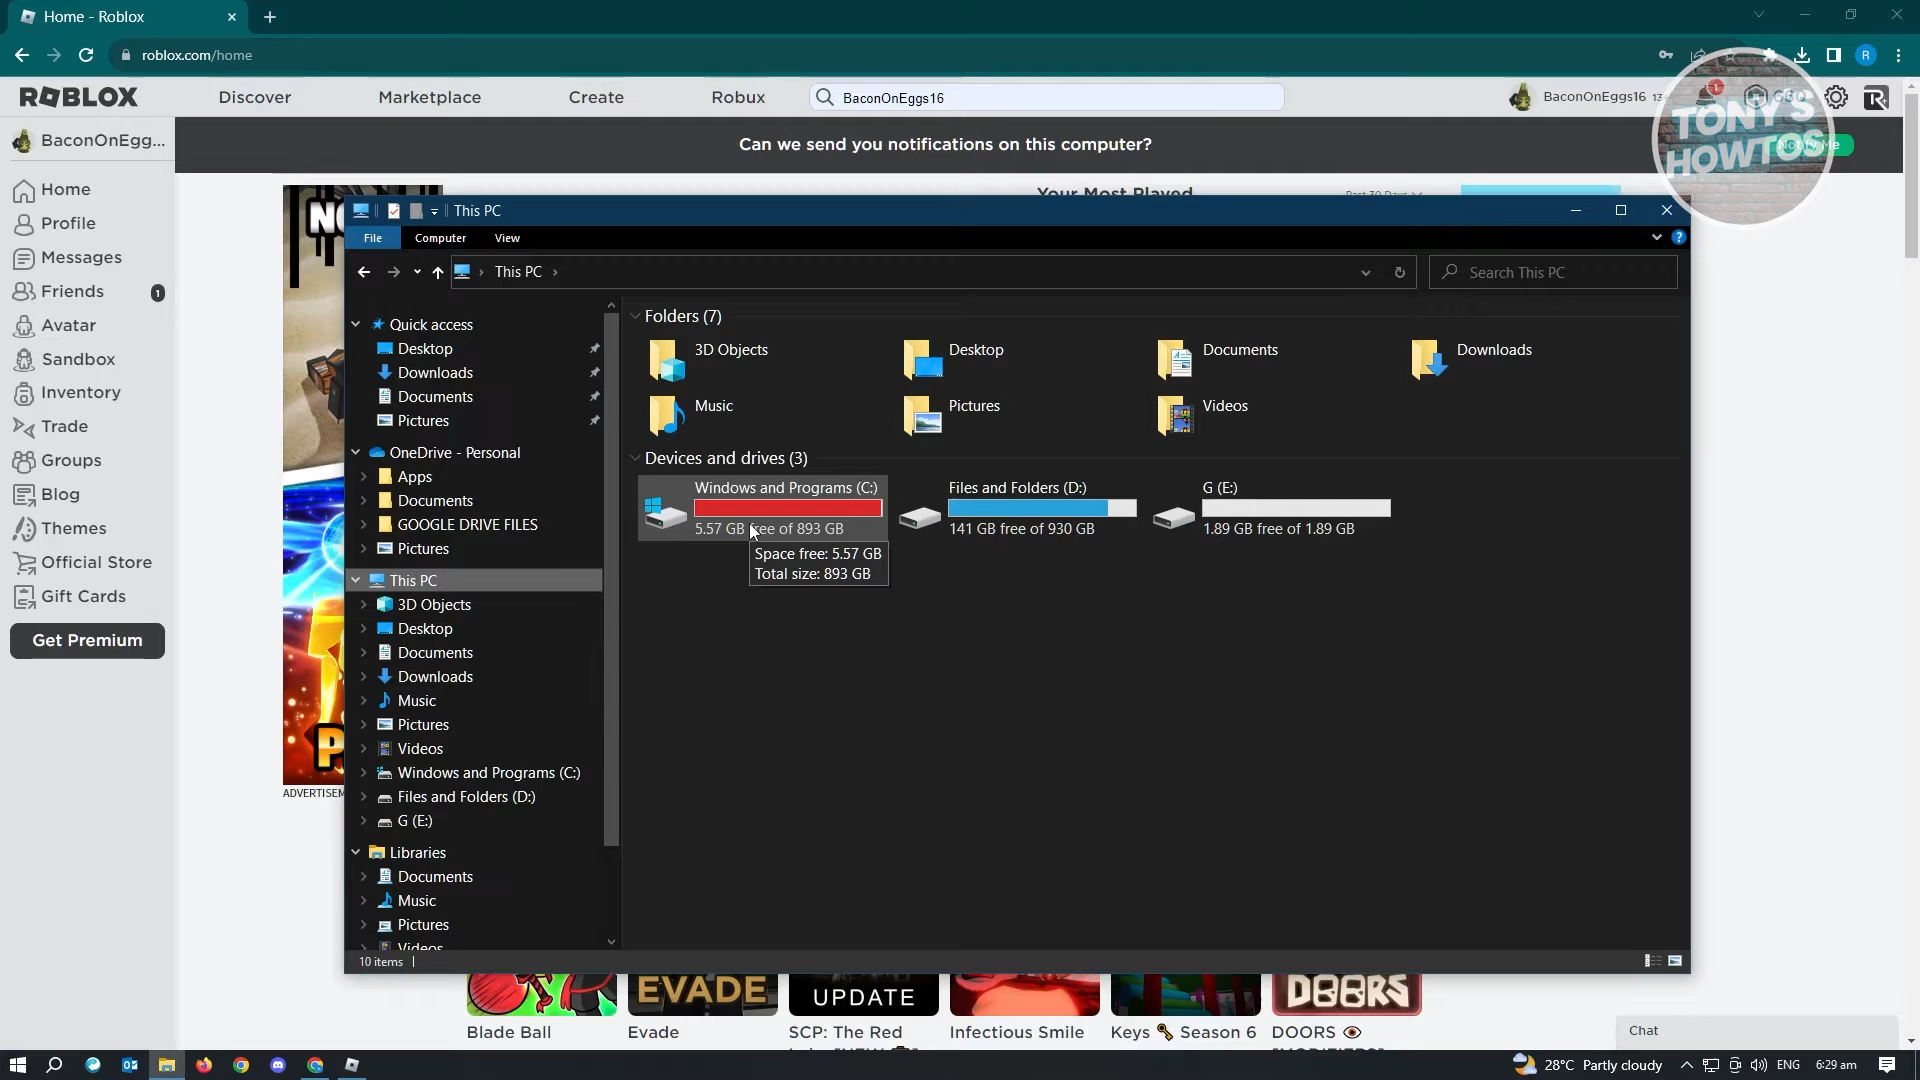 Home - Roblox
roblox.com/home
ROBLOX
Discover
Marketplace
Create
Robux
BaconOnEggs16
BaconOnEggs16
1
TONY'S
HOWTOS
BaconOnEgg...
Can we send you notifications on this computer?
Notify Me
Home
Profile
Messages
Friends
1
Avatar
Sandbox
Inventory
Trade
Groups
Blog
Themes
Official Store
Gift Cards
Get Premium
ADVERTISEM
Your Most Played
Past 30 Days
This PC
File
Computer
View
This PC
Search This PC
Quick access
Desktop
Downloads
Documents
Pictures
OneDrive - Personal
Apps
Documents
GOOGLE DRIVE FILES
Pictures
This PC
3D Objects
Desktop
Documents
Downloads
Music
Pictures
Videos
Windows and Programs (C:)
Files and Folders (D:)
G (E:)
Libraries
Documents
Music
Pictures
Videos
Folders (7)
3D Objects
Desktop
Documents
Downloads
Music
Pictures
Videos
Devices and drives (3)
Windows and Programs (C:)
5.57 GB free of 893 GB
Files and Folders (D:)
141 GB free of 930 GB
G (E:)
1.89 GB free of 1.89 GB
Space free: 5.57 GB
Total size: 893 GB
10 items
EVADE
UPDATE
DOORS
Blade Ball
Evade
SCP: The Red
Infectious Smile
Keys 🔑 Season 6
DOORS 👁
Chat
28°C Partly cloudy
ENG
6:29 am